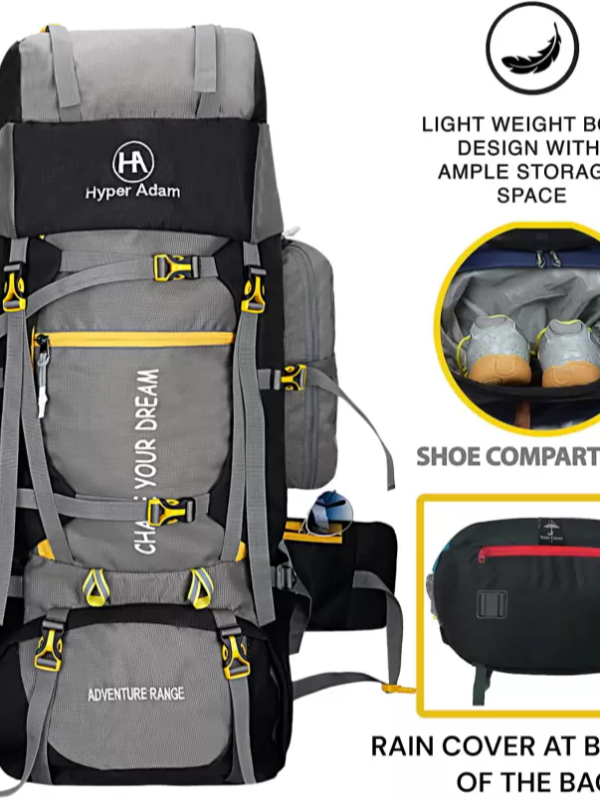 HA
Hyper Adam
CHA YOUR DREAM
ADVENTURE RANGE
LIGHT WEIGHT BO
DESIGN WITH
AMPLE STORAG
SPACE
SHOE COMPART
RAIN COVER AT B
OF THE BAG